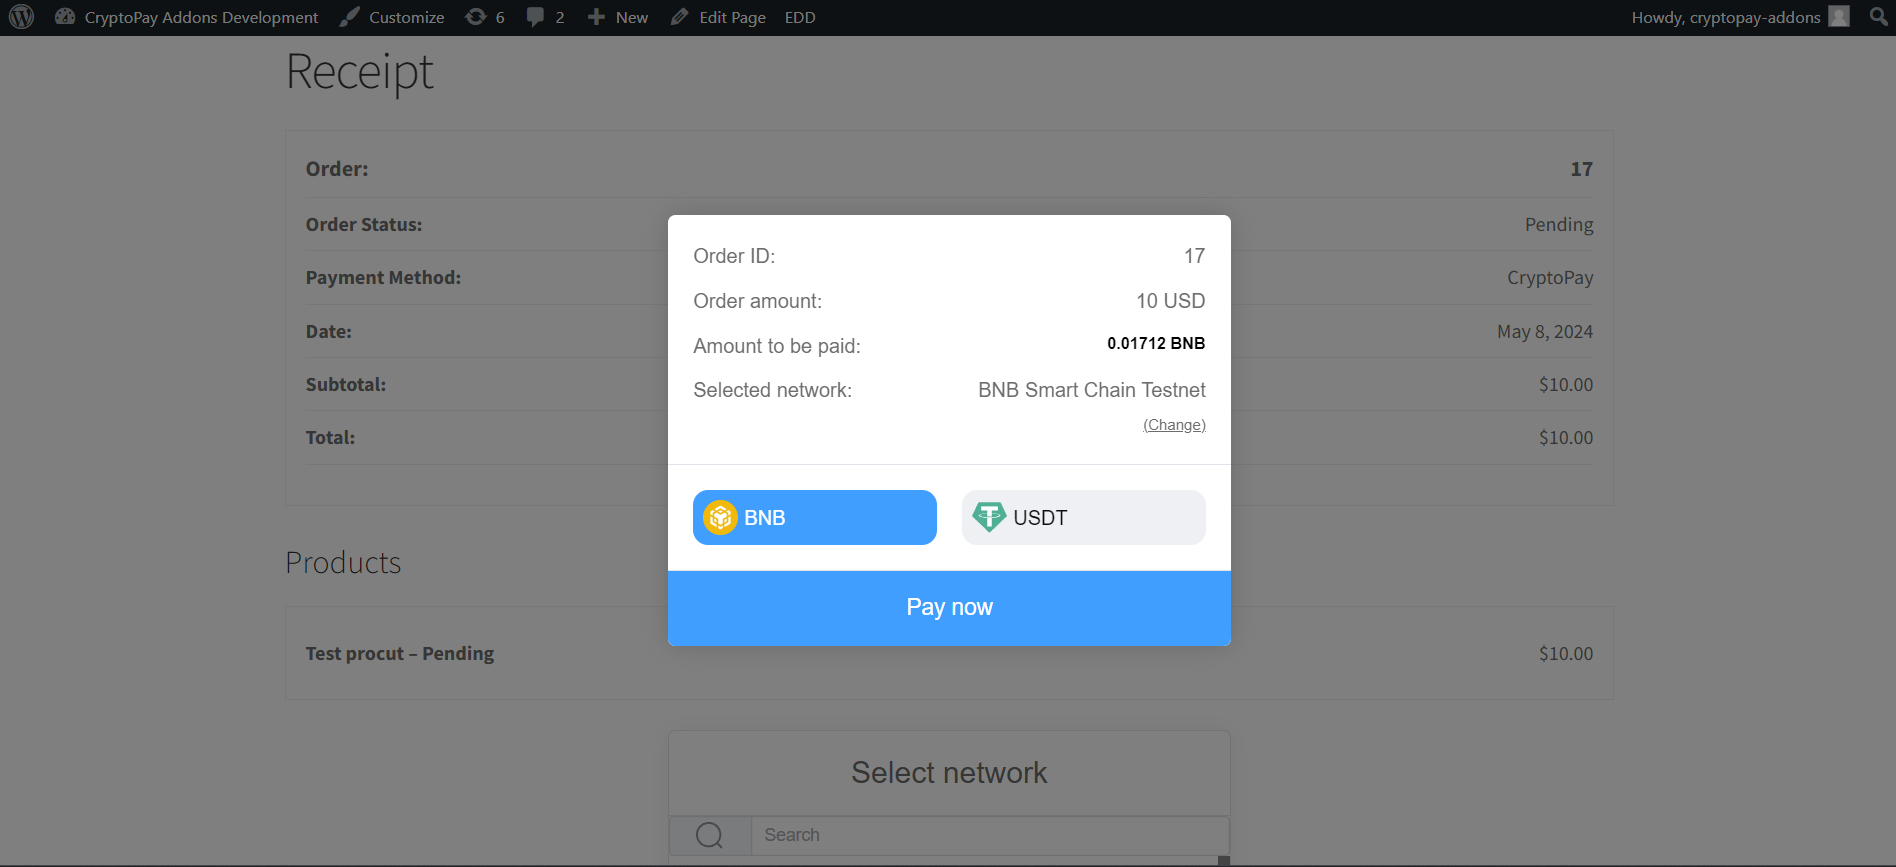 CryptoPay Addons Development Customize 6 2 New Edit Page EDD Howdy, cryptopay-addons
Receipt
Order: 17
Order Status: Pending
Payment Method: CryptoPay
Date: May 8, 2024
Subtotal: $10.00
Total: $10.00
Order ID: 17
Order amount: 10 USD
Amount to be paid: 0.01712 BNB
Selected network: BNB Smart Chain Testnet
(Change)
BNB USDT
Pay now
Products
Test procut – Pending $10.00
Select network
Search